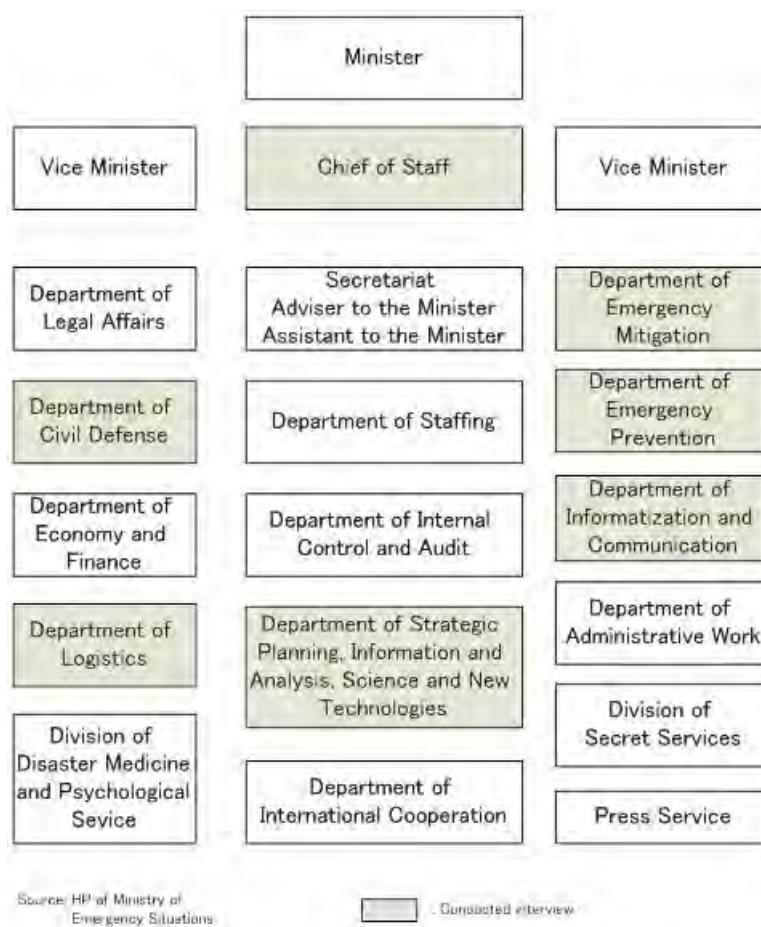 Minister
Vice Minister
Chief of Staff
Vice Minister
Department of
Legal Affairs
Secretariat
Adviser to the Minister
Assistant to the Minister
Department of
Emergency
Mitigation
Department of
Civil Defense
Department of Staffing
Department of
Emergency
Prevention
Department of
Economy and
Finance
Department of Internal
Control and Audit
Department of
Informatization and
Communication
Department of
Logistics
Department of Strategic
Planning, Information and
Analysis, Science and New
Technologies
Department of
Administrative Work
Division of
Disaster Medicine
and Psychological
Sevice
Department of
International Cooperation
Division of
Secret Services
Press Service
Source: HP of Ministry of
Emergency Situations
: Conducted interview